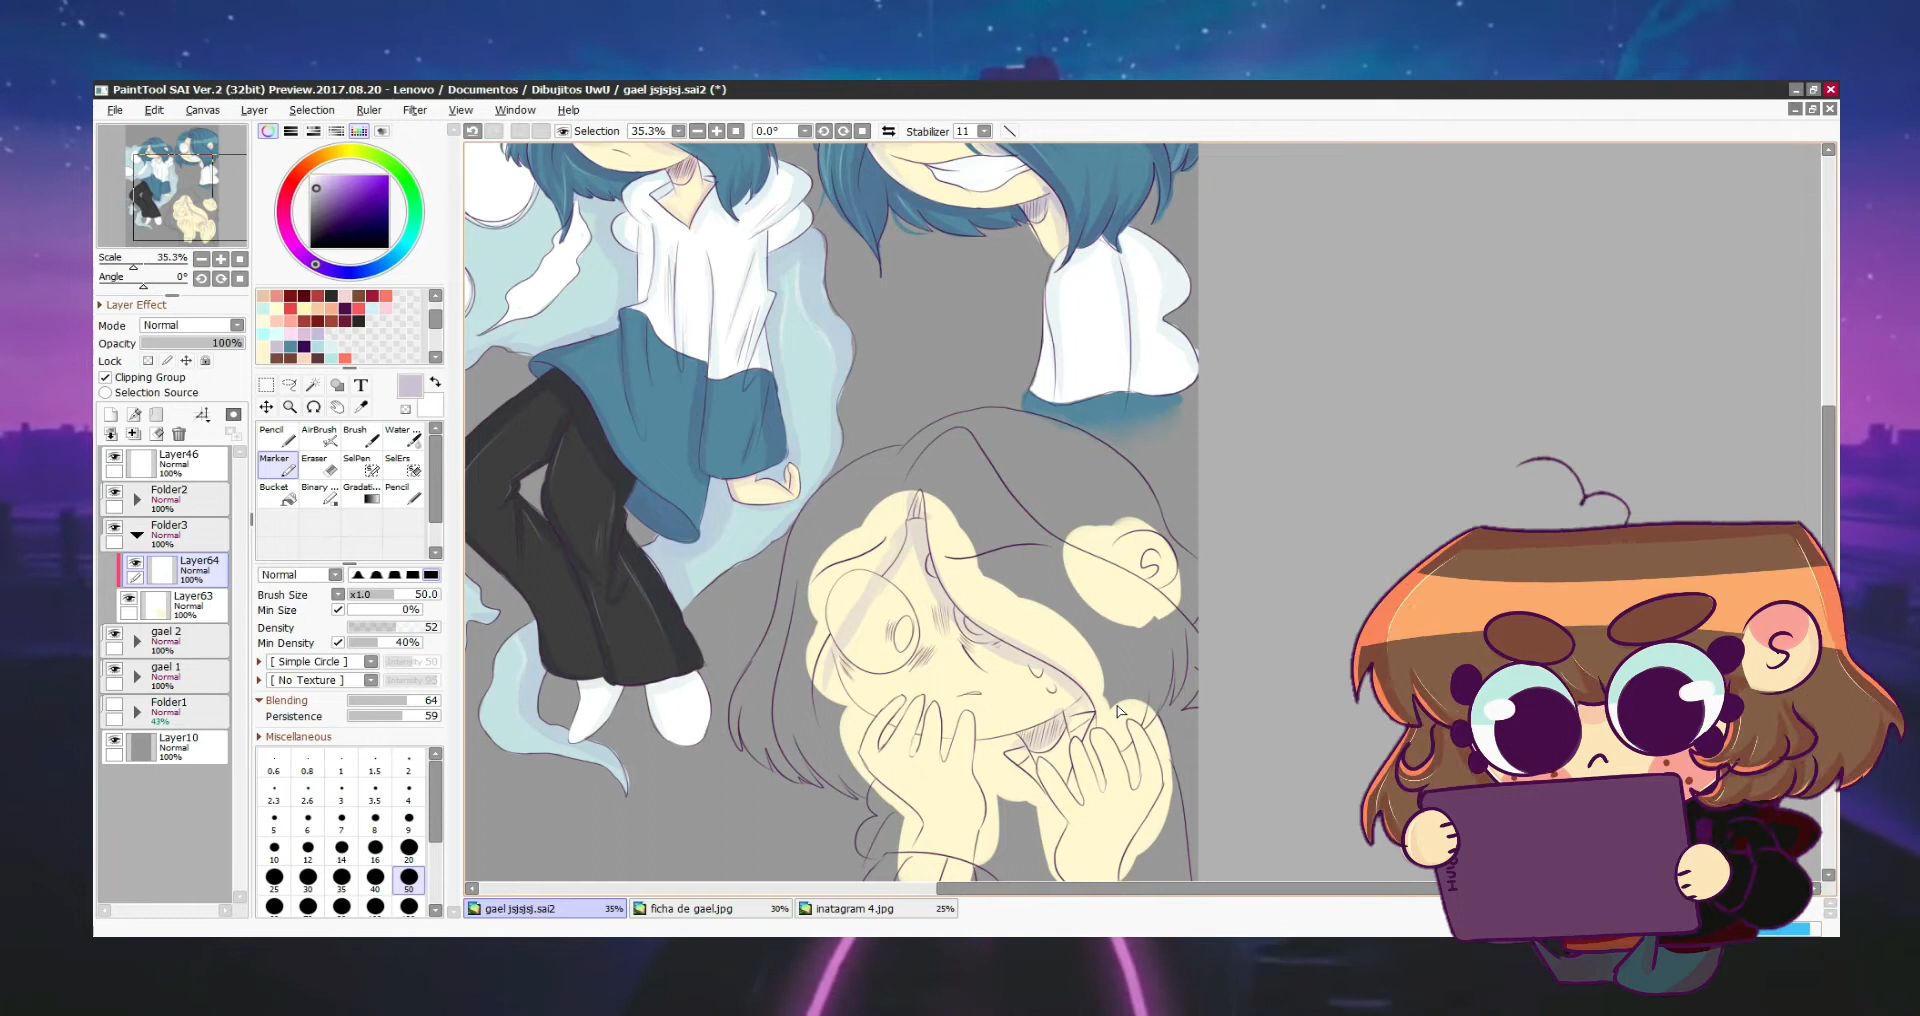 PaintTool SAI Ver.2 (32bit) Preview.2017.08.20 - Lenovo / Documentos / Dibujitos UwU / gael jsjsjsj.sai2 (*)
File Edit Canvas Layer Selection Ruler Filter View Window Help
Selection 35.3% 0.0° Stabilizer 11
Scale 35.3%
Angle 0°
Layer Effect
Mode Normal
Opacity 100%
Lock
Clipping Group
Selection Source
Layer46
Normal
100%
Folder2
Normal
100%
Folder3
Normal
100%
Layer64
Normal
100%
Layer63
Normal
100%
gael 2
Normal
100%
gael 1
Normal
100%
Folder1
Normal
43%
Layer10
Normal
100%
T
Pencil AirBrush Brush Water ...
Marker Eraser SelPen SelErs
Bucket Binary ... Gradati... Pencil
Normal
Brush Size x1.0 50.0
Min Size 0%
Density 52
Min Density 40%
[ Simple Circle ] Intensity 50
[ No Texture ] Intensity 95
Blending 64
Persistence 59
Miscellaneous
0.6 0.8 1 1.5 2
2.3 2.6 3 3.5 4
5 6 7 8 9
10 12 14 16 20
25 30 35 40 50
gael jsjsjsj.sai2 35% ficha de gael.jpg 30% inatagram 4.jpg 25%